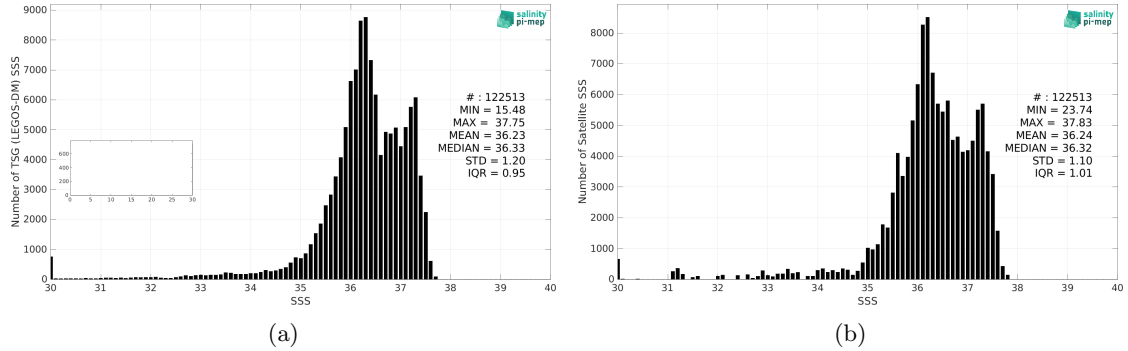 salinity
pi-mep
Number of TSG (LEGOS-DM) SSS
9000
8000
7000
6000
5000
4000
3000
2000
1000
0
# : 122513
MIN = 15.48
MAX = 37.75
MEAN = 36.23
MEDIAN = 36.33
STD = 1.20
IQR = 0.95
600
400
200
0
0 5 10 15 20 25 30
30 31 32 33 34 35 36 37 38 39 40
SSS
(a)
salinity
pi-mep
Number of Satellite SSS
8000
7000
6000
5000
4000
3000
2000
1000
0
# : 122513
MIN = 23.74
MAX = 37.83
MEAN = 36.24
MEDIAN = 36.32
STD = 1.10
IQR = 1.01
30 31 32 33 34 35 36 37 38 39 40
SSS
(b)